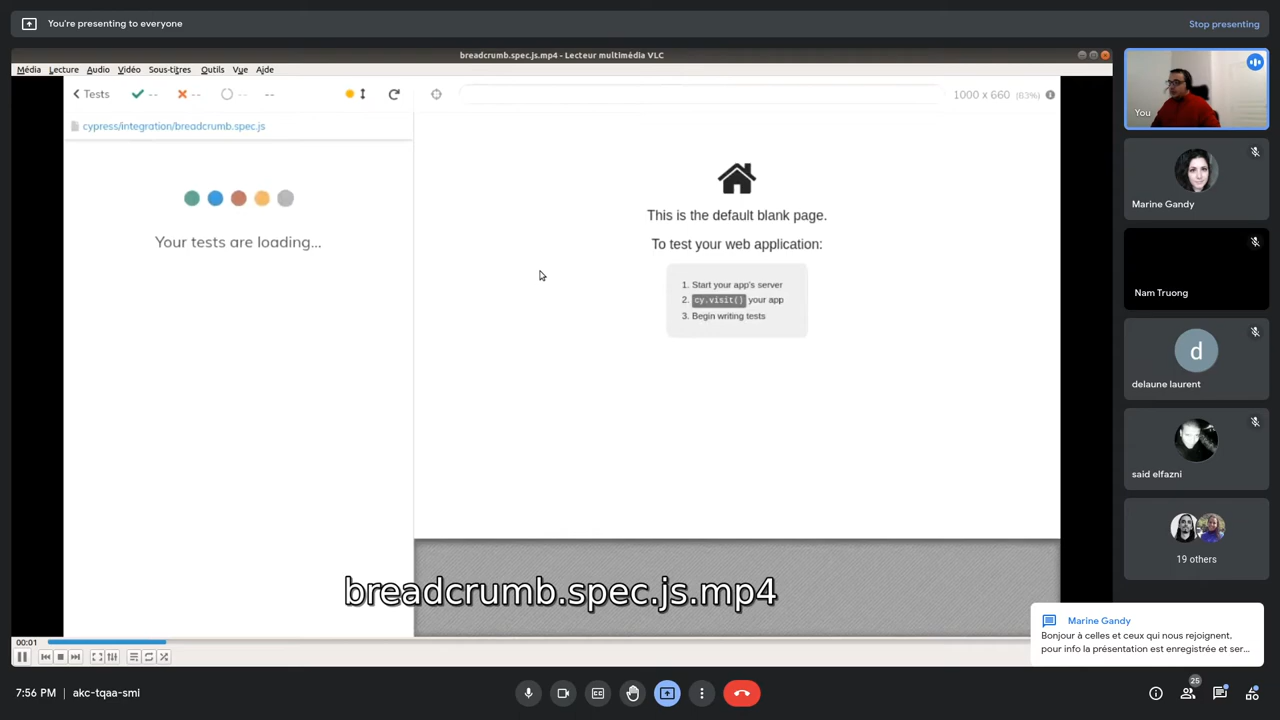 You're presenting to everyone
Stop presenting
breadcrumb.spec.js.mp4 - Lecteur multimédia VLC
Média Lecture Audio Vidéo Sous-titres Outils Vue Aide
Tests -- -- -- --
1000 x 660 (63%)
cypress/integration/breadcrumb.spec.js
Your tests are loading...
This is the default blank page.
To test your web application:
1. Start your app's server
2. cy.visit() your app
3. Begin writing tests
breadcrumb.spec.js.mp4
00:01
You
Marine Gandy
Nam Truong
d
delaune laurent
said elfazni
19 others
Marine Gandy
Bonjour à celles et ceux qui nous rejoignent,
pour info la présentation est enregistrée et ser...
7:56 PM | akc-tqaa-smi
25